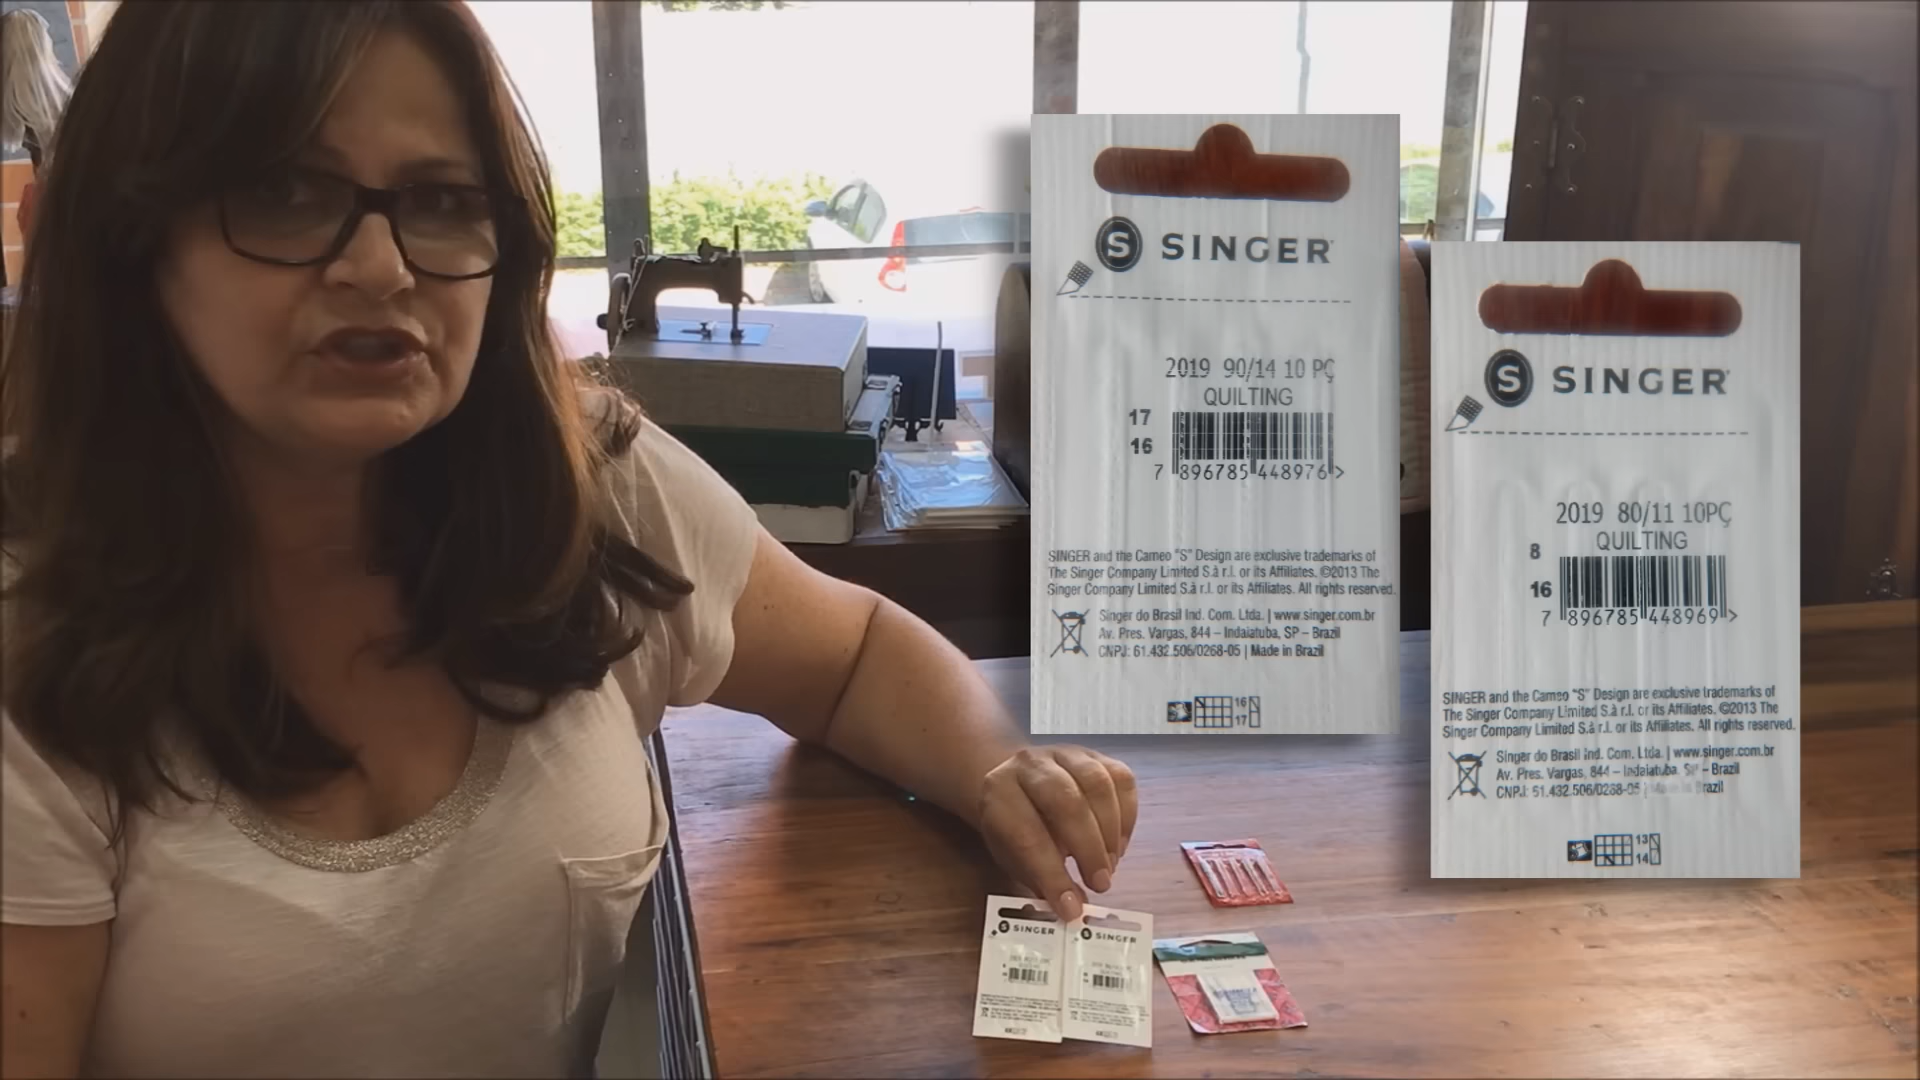 S SINGER
2019 90/14 10 PÇ
QUILTING
17
16
7 896785 448976 >
SINGER and the Cameo "S" Design are exclusive trademarks of
The Singer Company Limited S.à r.l. or its Affiliates. ©2013 The
Singer Company Limited S.à r.l. or its Affiliates. All rights reserved.
Singer do Brasil Ind. Com. Ltda. | www.singer.com.br
Av. Pres. Vargas, 844 – Indaiatuba, SP – Brazil
CNPJ: 61.432.506/0268-05 | Made in Brazil
16
17
S SINGER
2019 80/11 10PÇ
QUILTING
8
16
7 896785 448969 >
SINGER and the Cameo "S" Design are exclusive trademarks of
The Singer Company Limited S.à r.l. or its Affiliates. ©2013 The
Singer Company Limited S.à r.l. or its Affiliates. All rights reserved.
Singer do Brasil Ind. Com. Ltda. | www.singer.com.br
Av. Pres. Vargas, 844 – Indaiatuba, SP – Brazil
CNPJ: 61.432.506/0268-05 | Made in Brazil
13
14
S SINGER
S SINGER